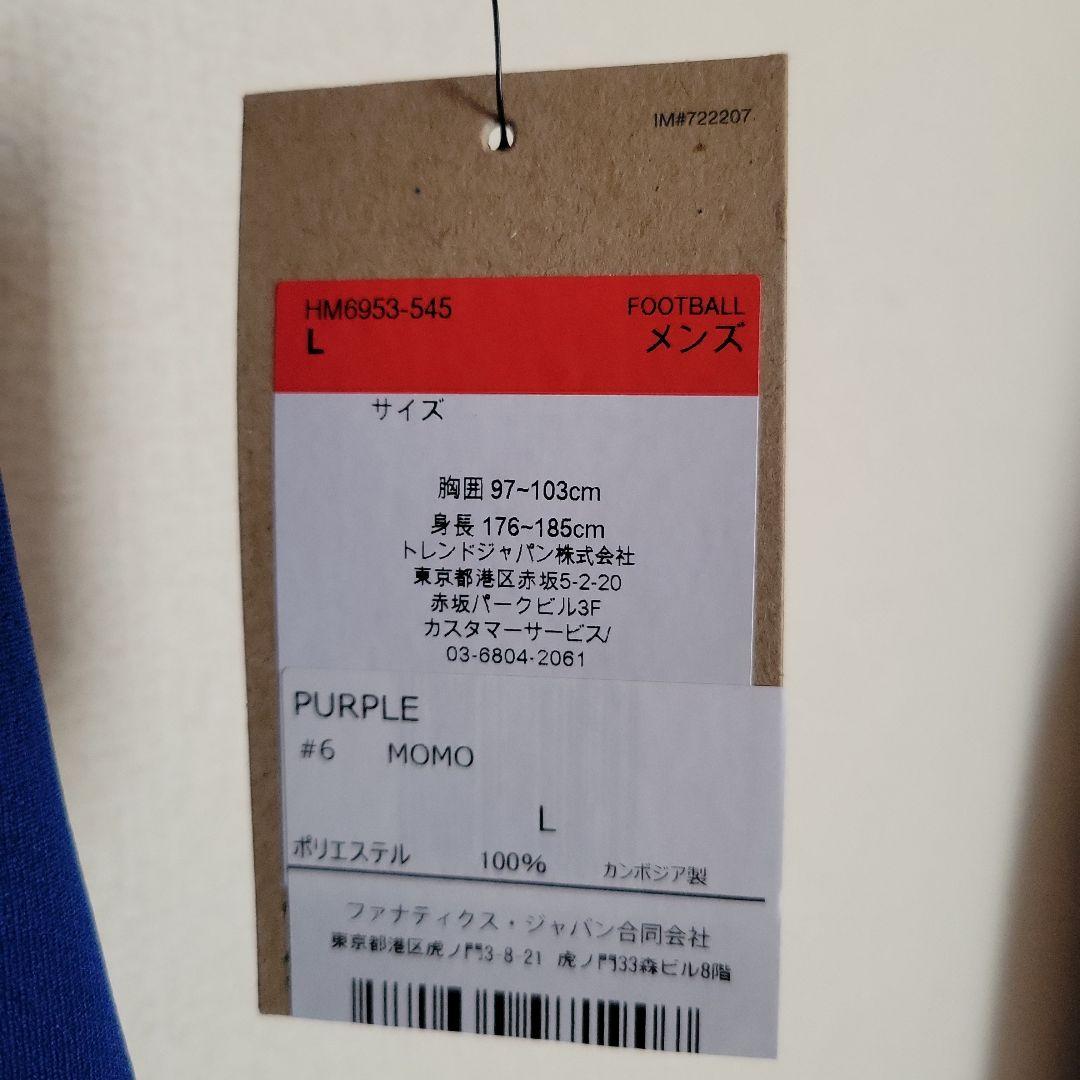 IM#722207
HM6953-545 FOOTBALL
L メンズ
サイズ
胸囲 97~103cm
身長 176~185cm
トレンドジャパン株式会社
東京都港区赤坂5-2-20
赤坂パークビル3F
カスタマーサービス/
03-6804-2061
PURPLE
#6 MOMO
L
ポリエステル 100% カンボジア製
ファナティクス・ジャパン合同会社
東京都港区虎ノ門3-8-21 虎ノ門33森ビル8階